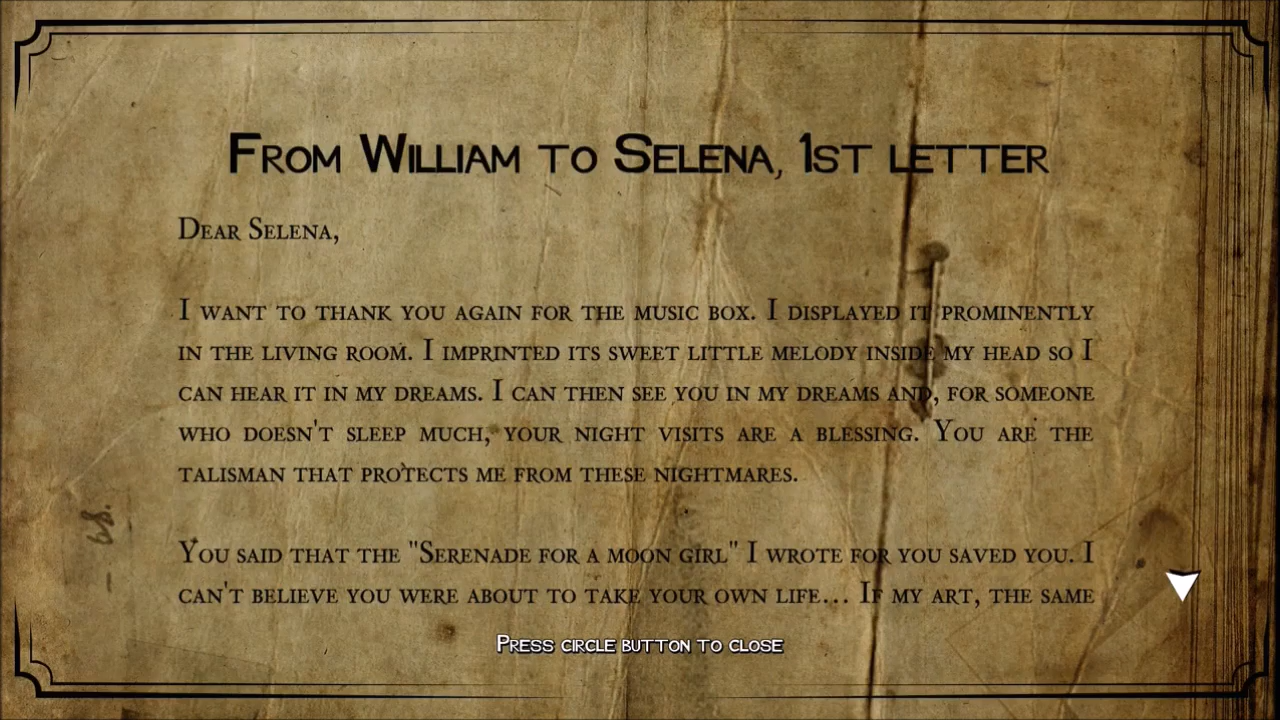 From William to Selena, 1st letter
Dear Selena,
I want to thank you again for the music box. I displayed it prominently
in the living room. I imprinted its sweet little melody inside my head so I
can hear it in my dreams. I can then see you in my dreams and, for someone
who doesn't sleep much, your night visits are a blessing. You are the
talisman that protects me from these nightmares.
You said that the "Serenade for a moon girl" I wrote for you saved you. I
can't believe you were about to take your own life... If my art, the same
Press circle button to close